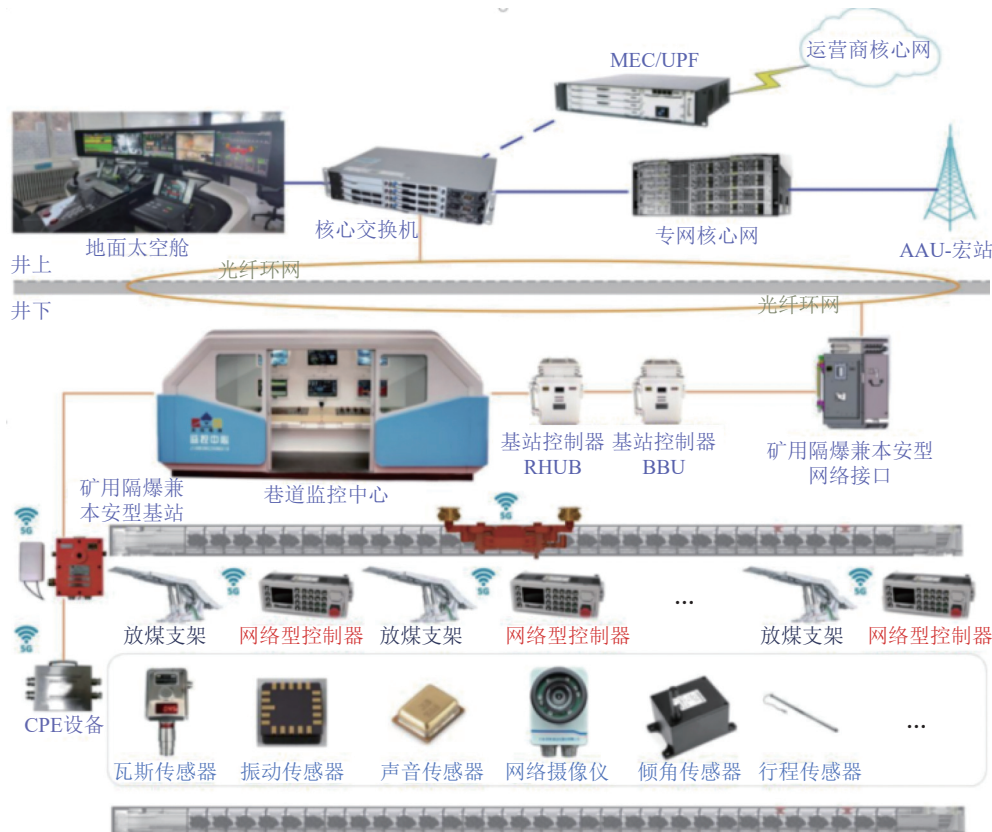 运营商核心网
MEC/UPF
核心交换机
专网核心网
地面太空舱
AAU-宏站
井上
光纤环网
井下
光纤环网
基站控制器
RHUB
基站控制器
BBU
矿用隔爆兼本安型
网络接口
巷道监控中心
矿用隔爆兼
本安型基站
5G
5G
5G
5G
5G
5G
...
放煤支架
网络型控制器
放煤支架
网络型控制器
放煤支架
网络型控制器
CPE设备
...
瓦斯传感器
振动传感器
声音传感器
网络摄像仪
倾角传感器
行程传感器